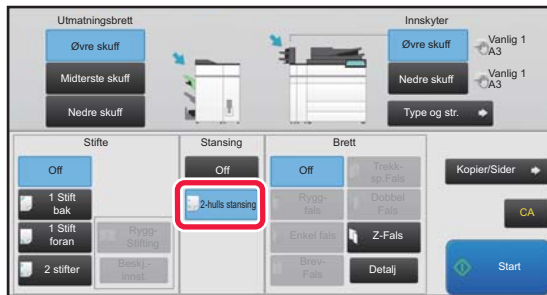 Utmatningsbrett
Øvre skuff
Midterste skuff
Nedre skuff
Innskyter
Øvre skuff
Vanlig 1
A3
Nedre skuff
Vanlig 1
A3
Type og str.
Stifte
Off
1 Stift
bak
1 Stift
foran
2 stifter
Rygg-
Stifting
Beskj.-
innst.
Stansing
Off
2-hulls stansing
Brett
Off
Trekk-
sp.Fals
Rygg-
fals
Dobbel
Fals
Enkel fals
Z-Fals
Brev-
Fals
Detalj
Kopier/Sider
CA
Start